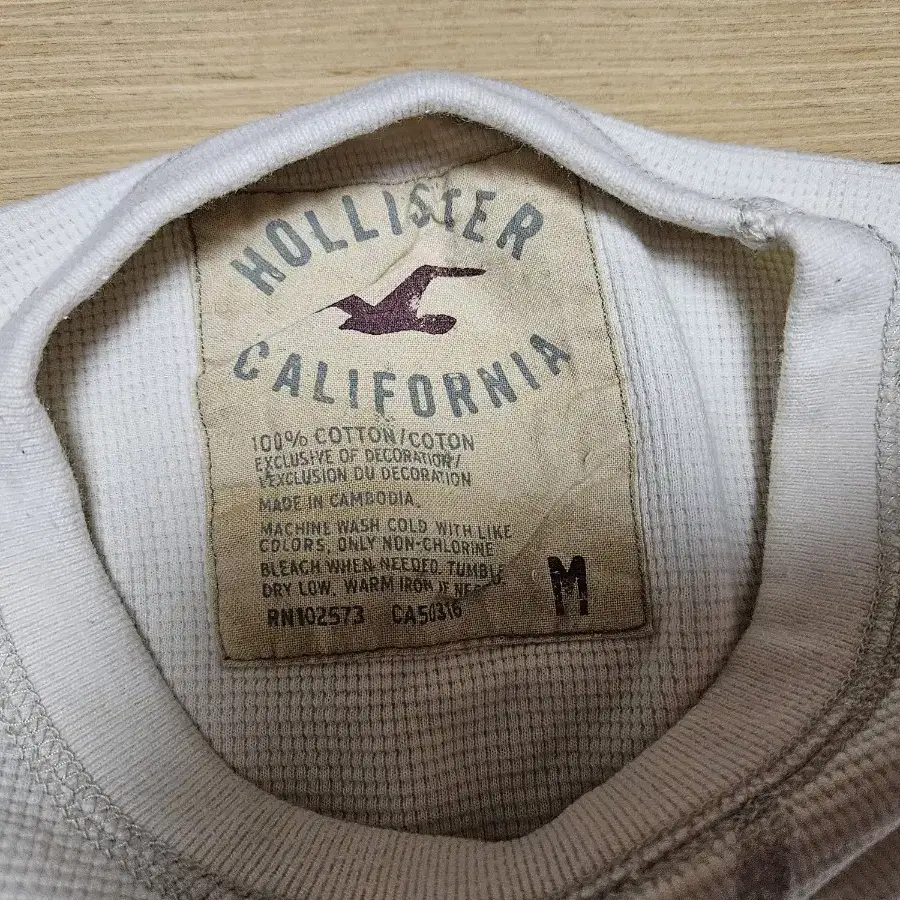 HOLLISTER
CALIFORNIA
100% COTTON/COTON
EXCLUSIVE OF DECORATION/
L'EXCLUSION DU DECORATION
MADE IN CAMBODIA.
MACHINE WASH COLD WITH LIKE
COLORS, ONLY NON-CHLORINE
BLEACH WHEN NEEDED. TUMBLE
DRY LOW. WARM IRON IF
RN102573 CA50316
M